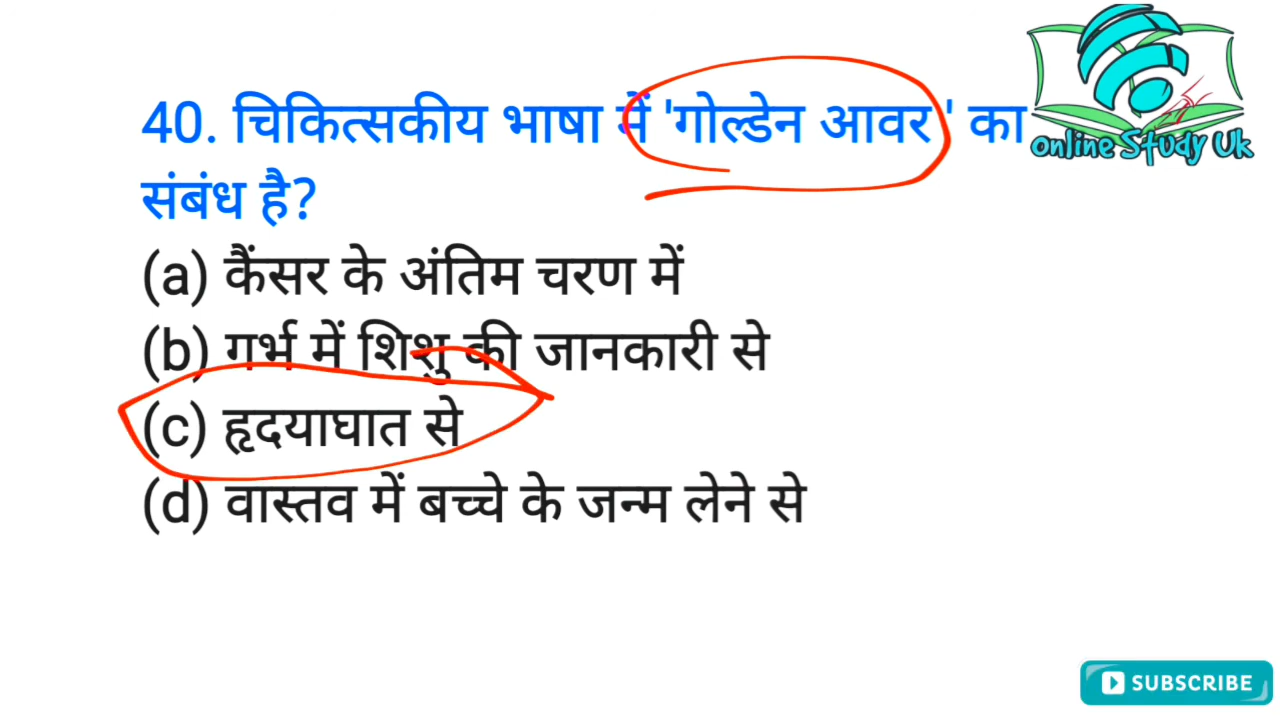 40. चिकित्सकीय भाषा में 'गोल्डेन आवर ' का
संबंध है?
(a) कैंसर के अंतिम चरण में
(b) गर्भ में शिशु की जानकारी से
(c) हृदयाघात से
(d) वास्तव में बच्चे के जन्म लेने से
Online Study Uk
SUBSCRIBE